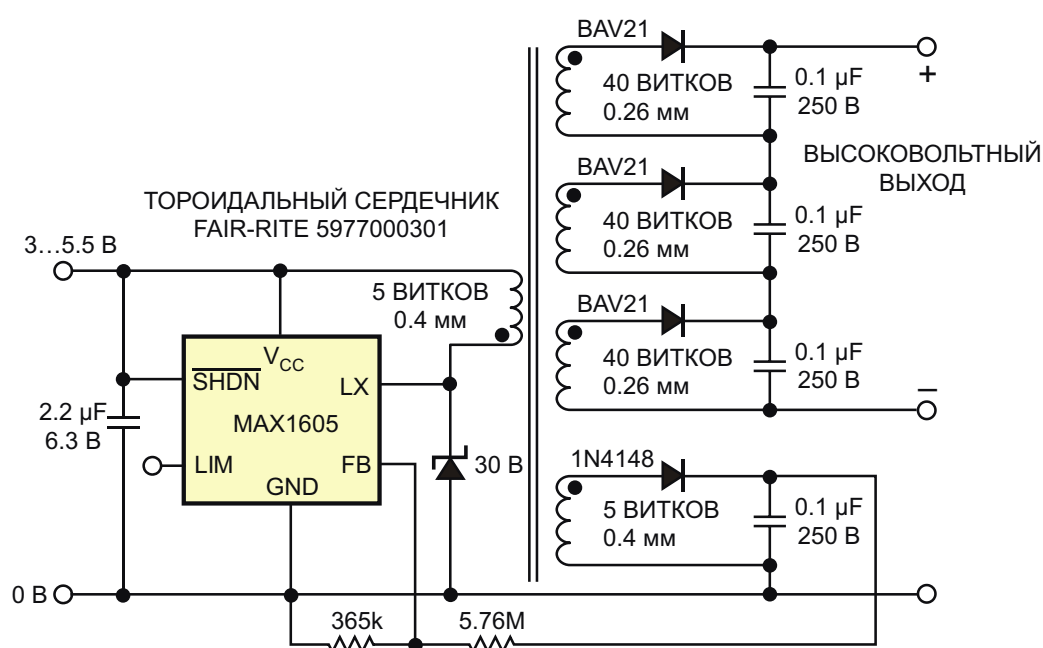 BAV21
40 ВИТКОВ
0.26 мм
0.1 µF
250 В
+
ВЫСОКОВОЛЬТНЫЙ
ВЫХОД
BAV21
40 ВИТКОВ
0.26 мм
0.1 µF
250 В
ТОРОИДАЛЬНЫЙ СЕРДЕЧНИК
FAIR-RITE 5977000301
3...5.5 В
5 ВИТКОВ
0.4 мм
BAV21
40 ВИТКОВ
0.26 мм
0.1 µF
250 В
–
VCC
SHDN
LX
MAX1605
LIM
FB
GND
2.2 µF
6.3 В
30 В
1N4148
5 ВИТКОВ
0.4 мм
0.1 µF
250 В
0 В
365k
5.76M